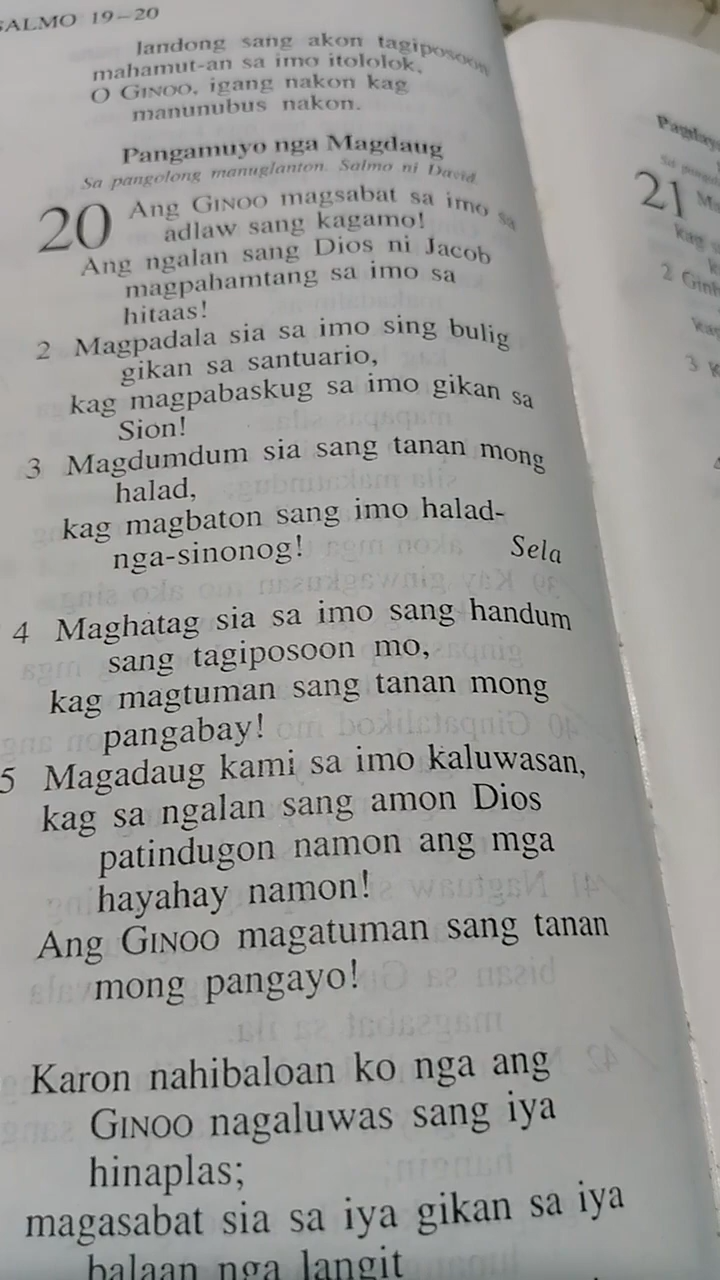 SALMO 19–20
landong sang akon tagiposoon
mahamut-an sa imo itololok,
O GINOO, igang nakon kag
manunubus nakon.
Pangamuyo nga Magdaug
Sa pangolong manuglanton. Salmo ni David.
20 Ang GINOO magsabat sa imo sa
adlaw sang kagamo!
Ang ngalan sang Dios ni Jacob
magpahamtang sa imo sa
hitaas!
2 Magpadala sia sa imo sing bulig
gikan sa santuario,
kag magpabaskug sa imo gikan sa
Sion!
3 Magdumdum sia sang tanan mong
halad,
kag magbaton sang imo halad-
nga-sinonog! Sela
4 Maghatag sia sa imo sang handum
sang tagiposoon mo,
kag magtuman sang tanan mong
pangabay!
5 Magadaug kami sa imo kaluwasan,
kag sa ngalan sang amon Dios
patindugon namon ang mga
hayahay namon!
Ang GINOO magatuman sang tanan
mong pangayo!
Karon nahibaloan ko nga ang
GINOO nagaluwas sang iya
hinaplas;
magasabat sia sa iya gikan sa iya
balaan nga langit
21
kag
2
3